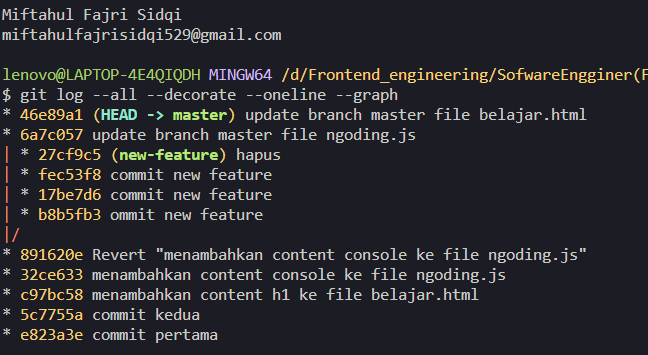 Miftahul Fajri Sidqi
miftahulfajrisidqi529@gmail.com
lenovo@LAPTOP-4E4QIQDH MINGW64 /d/Frontend_engineering/SofwareEngginer(F
$ git log --all --decorate --oneline --graph
* 46e89a1 (HEAD -> master) update branch master file belajar.html
* 6a7c057 update branch master file ngoding.js
| * 27cf9c5 (new-feature) hapus
| * fec53f8 commit new feature
| * 17be7d6 commit new feature
| * b8b5fb3 ommit new feature
|/
* 891620e Revert "menambahkan content console ke file ngoding.js"
* 32ce633 menambahkan content console ke file ngoding.js
* c97bc58 menambahkan content h1 ke file belajar.html
* 5c7755a commit kedua
* e823a3e commit pertama